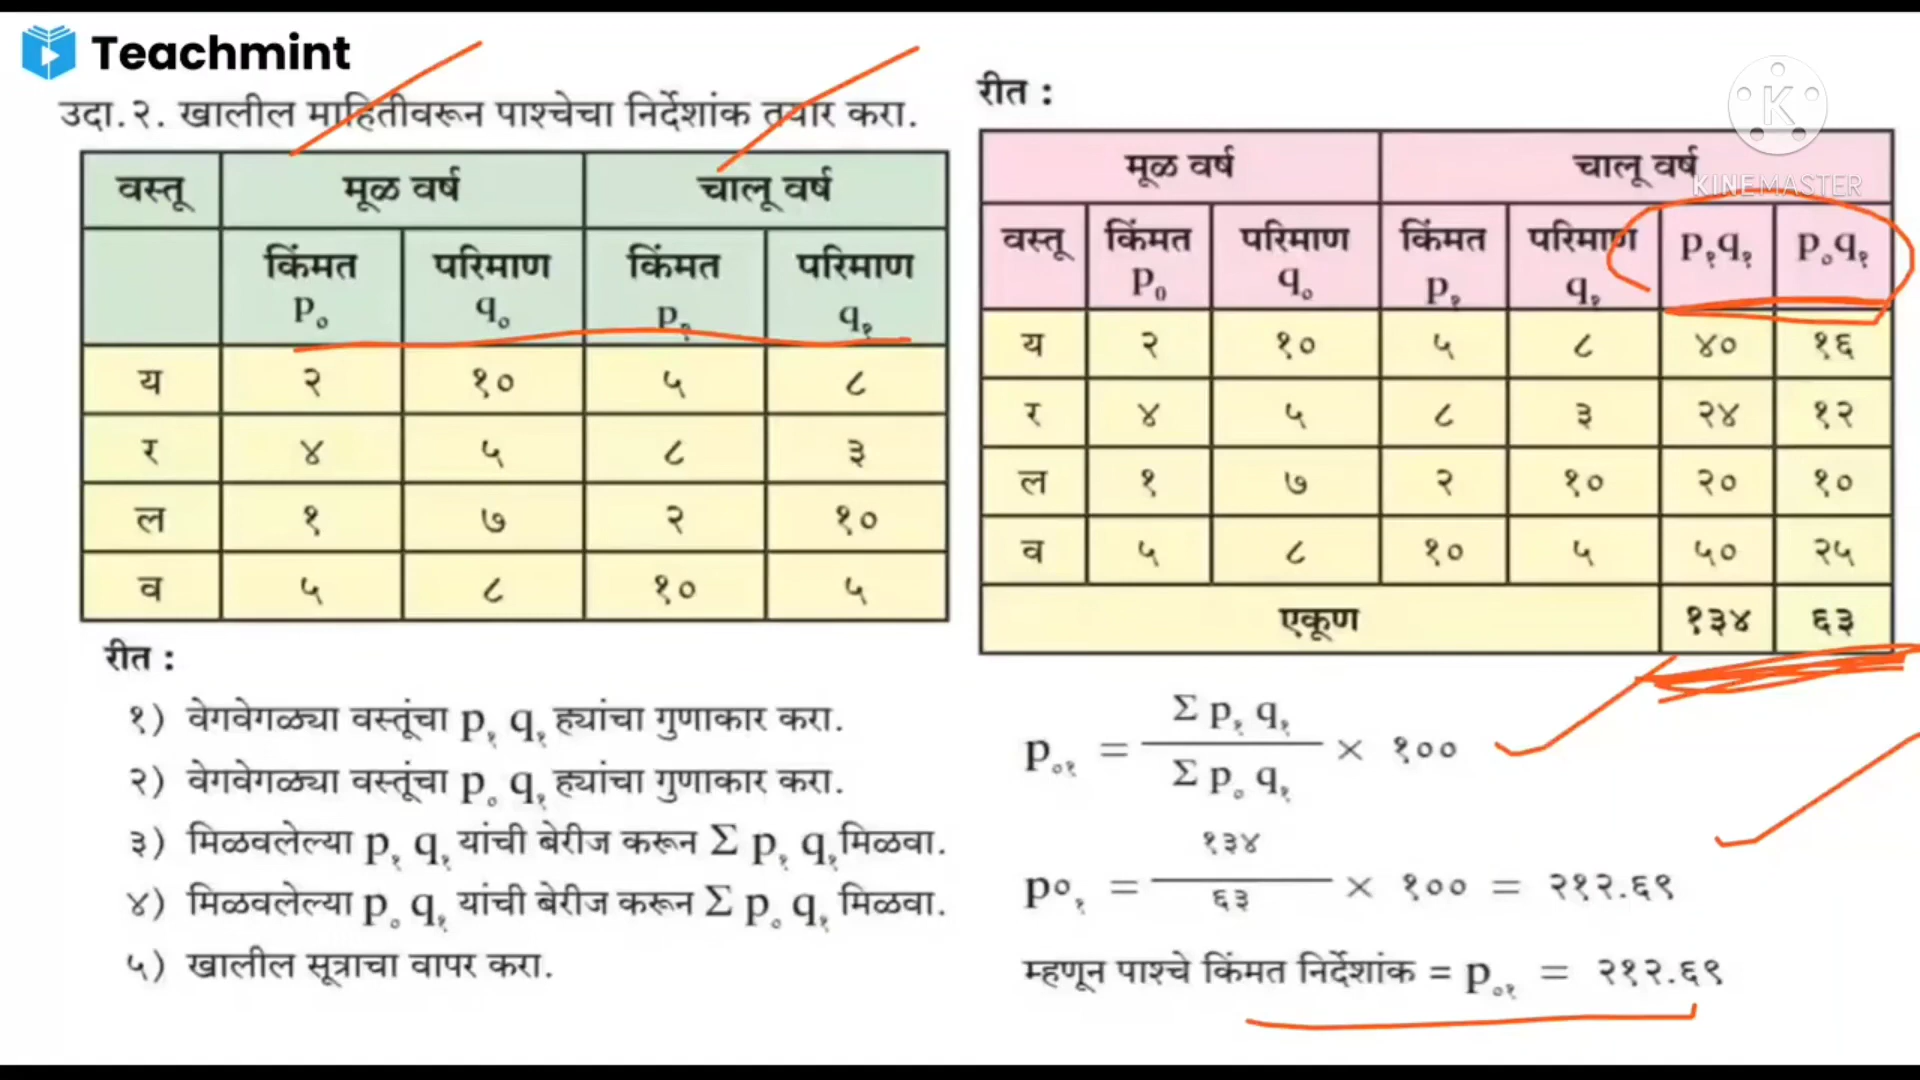 Teachmint
उदा.२. खालील माहितीवरून पाश्चेचा निर्देशांक तयार करा.
वस्तू मूळ वर्ष चालू वर्ष
किंमत p₀ परिमाण q₀ किंमत p₁ परिमाण q₁
य २ १० ५ ८
र ४ ५ ८ ३
ल १ ७ २ १०
व ५ ८ १० ५
रीत :
१) वेगवेगळ्या वस्तूंचा p₁ q₁ ह्यांचा गुणाकार करा.
२) वेगवेगळ्या वस्तूंचा p₀ q₁ ह्यांचा गुणाकार करा.
३) मिळवलेल्या p₁ q₁ यांची बेरीज करून Σ p₁ q₁ मिळवा.
४) मिळवलेल्या p₀ q₁ यांची बेरीज करून Σ p₀ q₁ मिळवा.
५) खालील सूत्राचा वापर करा.
रीत :
K
KINEMASTER
मूळ वर्ष चालू वर्ष
वस्तू किंमत p₀ परिमाण q₀ किंमत p₁ परिमाण q₁ p₁q₁ p₀q₁
य २ १० ५ ८ ४० १६
र ४ ५ ८ ३ २४ १२
ल १ ७ २ १० २० १०
व ५ ८ १० ५ ५० २५
एकूण १३४ ६३
Σ p₁ q₁
p₀₁ = × १००
Σ p₀ q₁
१३४
p०₁ = × १०० = २१२.६९
६३
म्हणून पाश्चे किंमत निर्देशांक = p₀₁ = २१२.६९